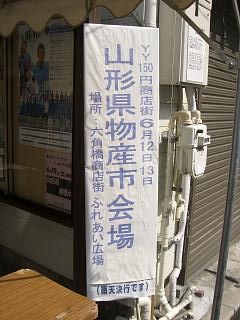 YY150円商店街6月12日13日
山形県物産市会場
場所:六角橋商店街 ふれあい広場
(雨天決行です)